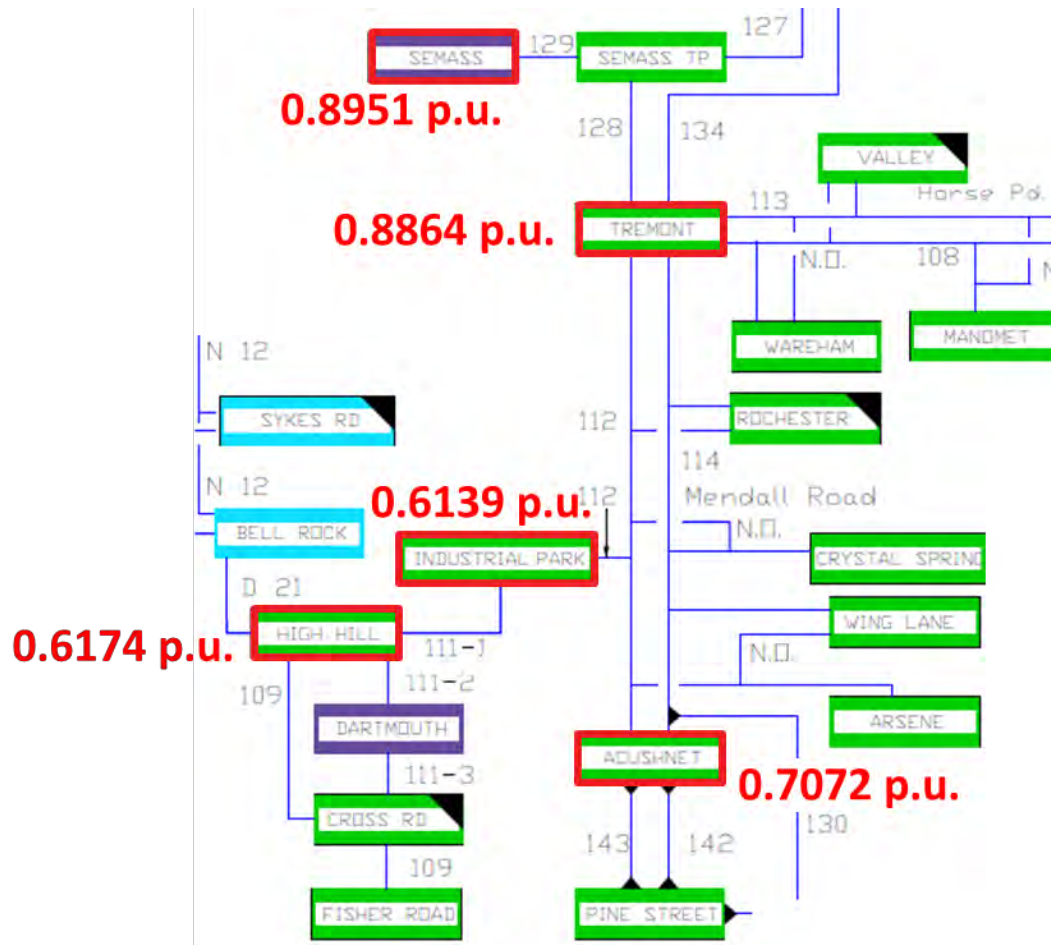 127
SEMASS
129
SEMASS TP
0.8951 p.u.
128
134
VALLEY
Horse Pd.
113
TREMONT
0.8864 p.u.
N.O.
108
N
WAREHAM
MANOMET
N 12
SYKES RD
ROCHESTER
112
114
N 12
0.6139 p.u.
112
Mendall Road
N.O.
BELL ROCK
INDUSTRIAL PARK
CRYSTAL SPRING
D 21
HIGH HILL
0.6174 p.u.
111-1
WING LANE
N.O.
109
111-2
DARTMOUTH
ARSENE
ACUSHNET
111-3
0.7072 p.u.
CROSS RD
130
143
142
109
FISHER ROAD
PINE STREET